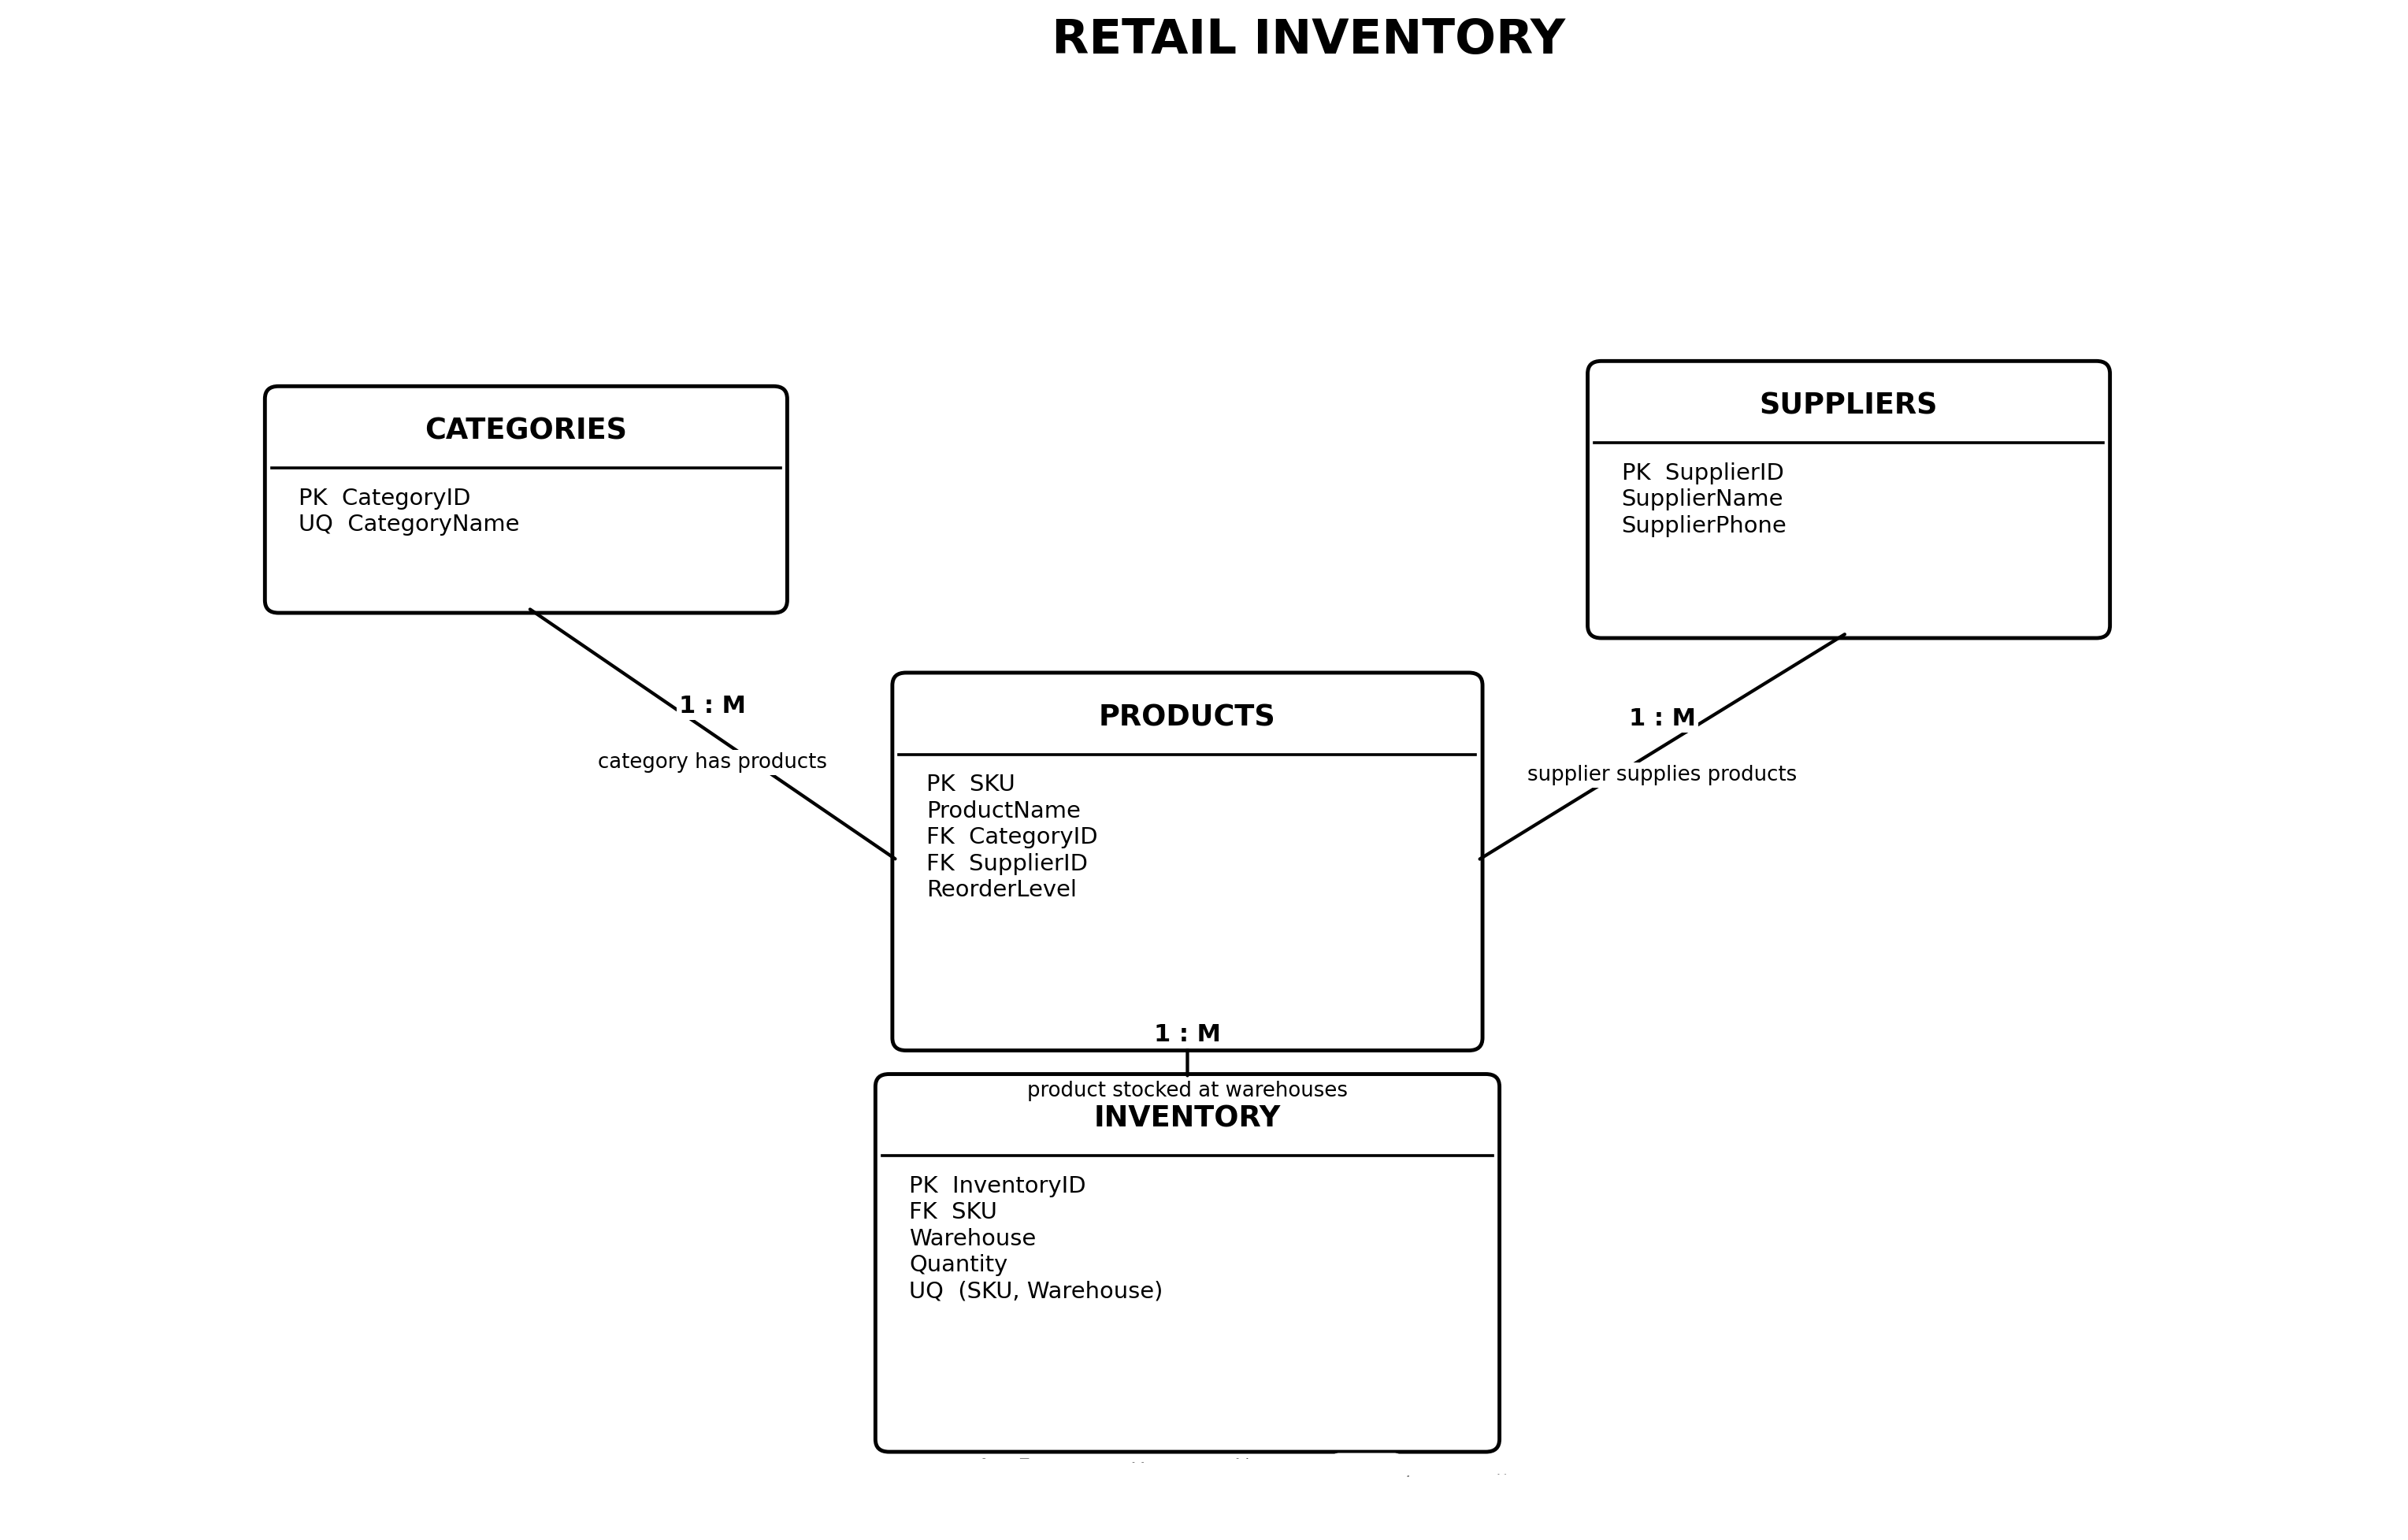 RETAIL INVENTORY
CATEGORIES
PK  CategoryID
UQ  CategoryName
SUPPLIERS
PK  SupplierID
SupplierName
SupplierPhone
1 : M
category has products
1 : M
supplier supplies products
PRODUCTS
PK  SKU
ProductName
FK  CategoryID
FK  SupplierID
ReorderLevel
1 : M
product stocked at warehouses
INVENTORY
PK  InventoryID
FK  SKU
Warehouse
Quantity
UQ  (SKU, Warehouse)